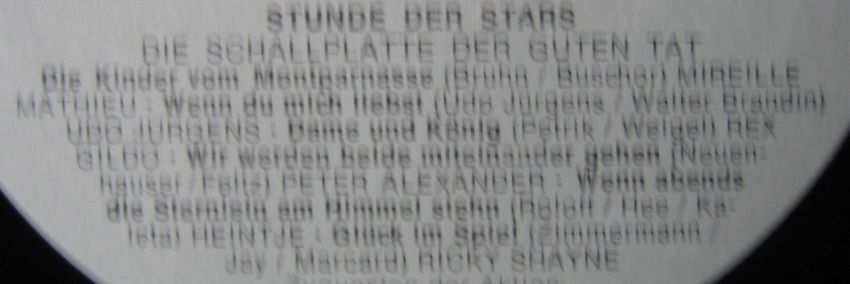 STUNDE DER STARS
DIE SCHALLPLATTE DER GUTEN TAT
Die Kinder vom Montparnasse (Bruhn / Buschor) MIREILLE
MATHIEU · Wenn du mich liebst (Udo Jürgens / Walter Brandin)
UDO JÜRGENS · Dame und König (Petrik / Weigel) REX
GILDO · Wir werden beide miteinander gehen (Neuen-
hauser/Feltz) PETER ALEXANDER · Wenn abends
die Sternlein am Himmel stehn (Roloff / Hee / Ka-
leta) HEINTJE · Glück im Spiel (Zimmermann /
Jay / Marcard) RICKY SHAYNE
Zugunsten der Aktion